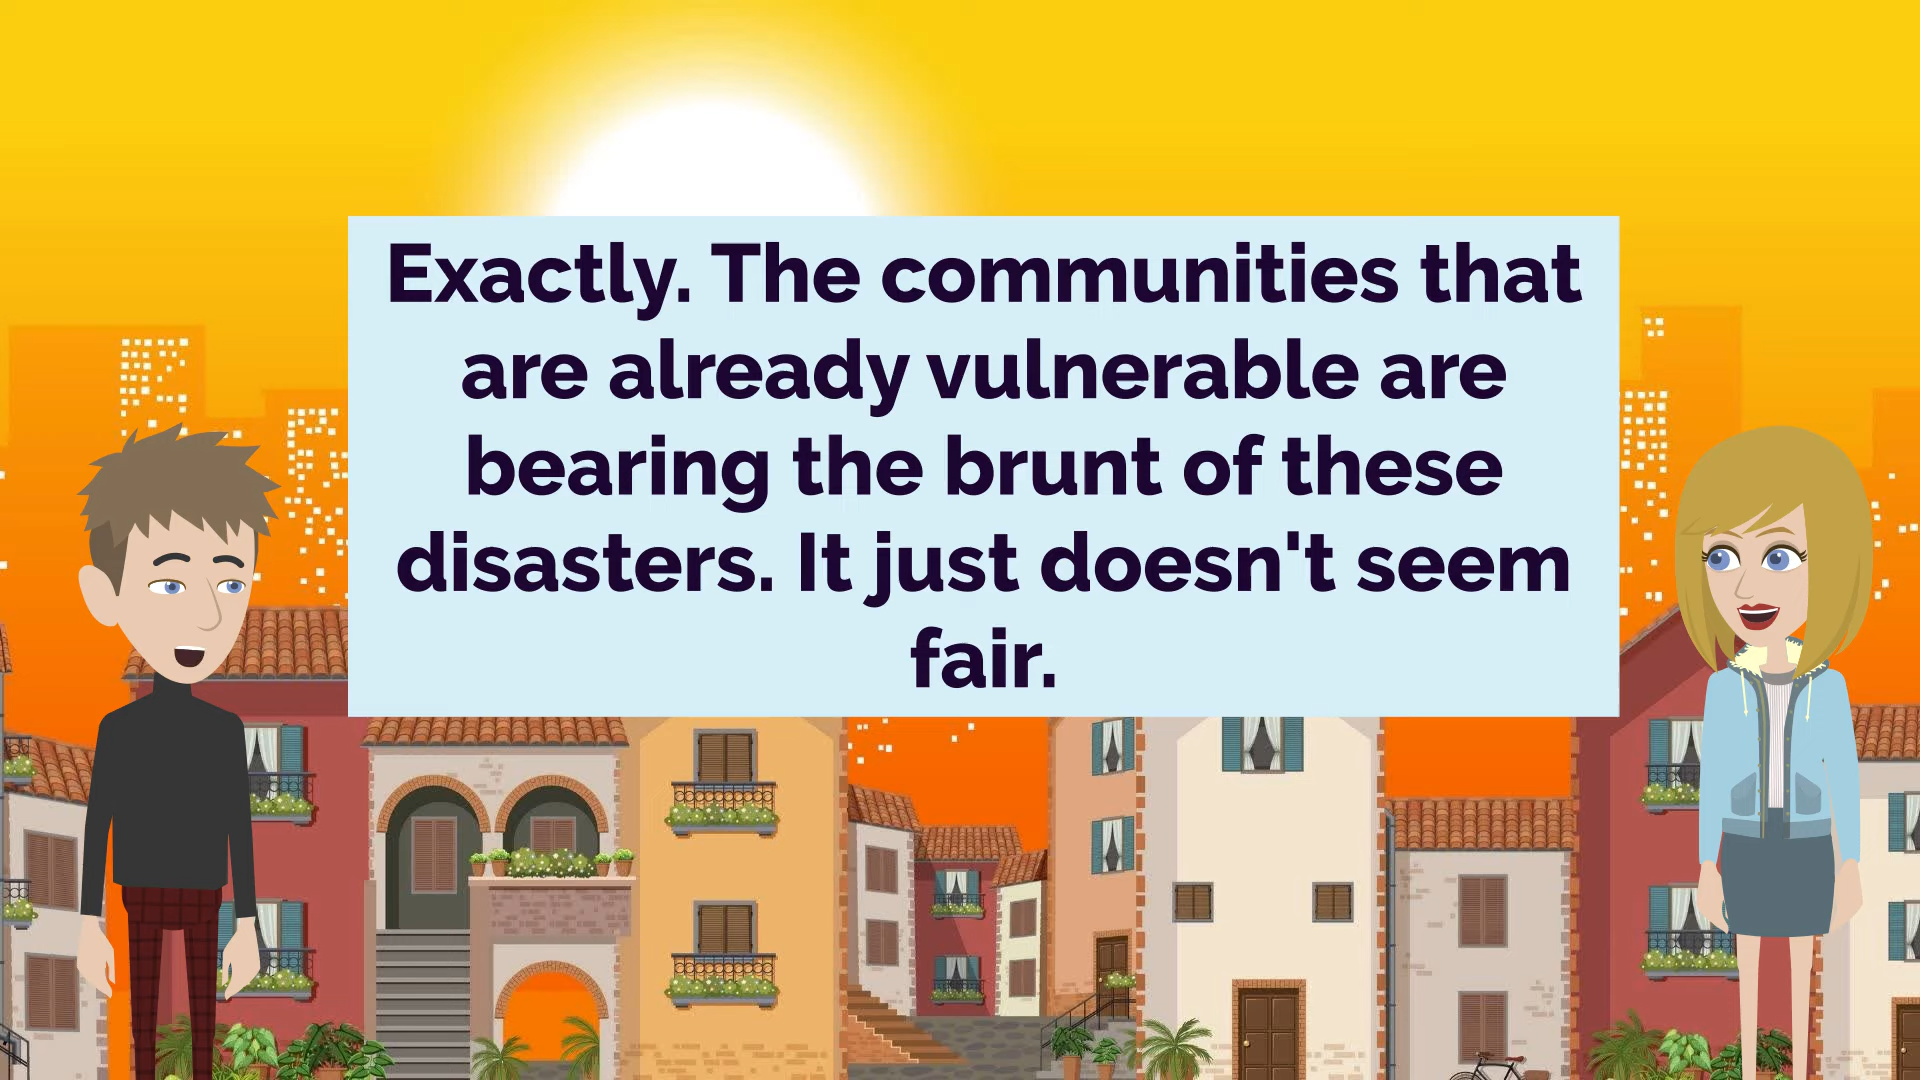 Exactly. The communities that
are already vulnerable are
bearing the brunt of these
disasters. It just doesn't seem
fair.